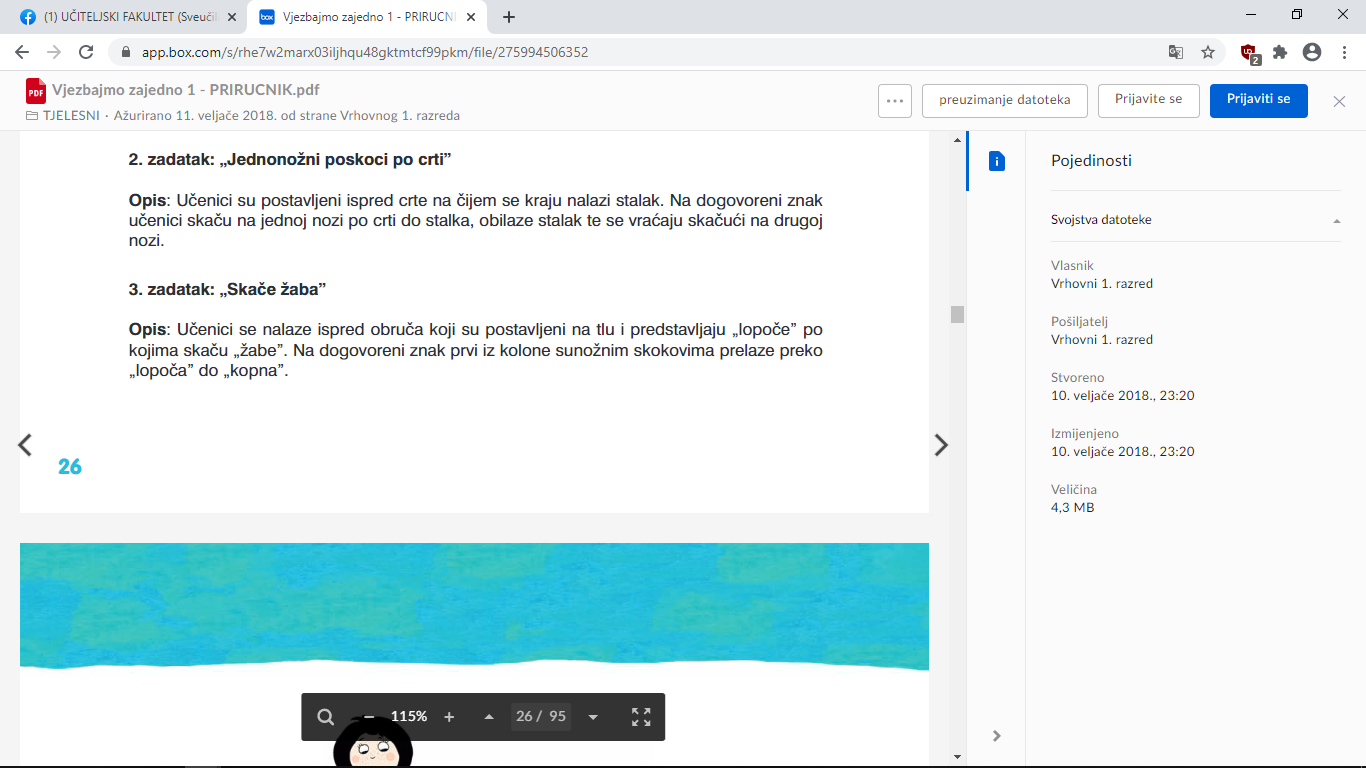 (1) UČITELJSKI FAKULTET (Sveuči
box
Vjezbajmo zajedno 1 - PRIRUCNI
app.box.com/s/rhe7w2marx03iljhqu48gktmtcf99pkm/file/275994506352
2
PDF
Vjezbajmo zajedno 1 - PRIRUCNIK.pdf
TJELESNI · Ažurirano 11. veljače 2018. od strane Vrhovnog 1. razreda
preuzimanje datoteka
Prijavite se
Prijaviti se
2. zadatak: „Jednonožni poskoci po crti”
Opis: Učenici su postavljeni ispred crte na čijem se kraju nalazi stalak. Na dogovoreni znak
učenici skaču na jednoj nozi po crti do stalka, obilaze stalak te se vraćaju skačući na drugoj
nozi.
3. zadatak: „Skače žaba”
Opis: Učenici se nalaze ispred obruča koji su postavljeni na tlu i predstavljaju „lopoče” po
kojima skaču „žabe”. Na dogovoreni znak prvi iz kolone sunožnim skokovima prelaze preko
„lopoča” do „kopna”.
26
115%
26 / 95
Pojedinosti
Svojstva datoteke
Vlasnik
Vrhovni 1. razred
Pošiljatelj
Vrhovni 1. razred
Stvoreno
10. veljače 2018., 23:20
Izmijenjeno
10. veljače 2018., 23:20
Veličina
4,3 MB